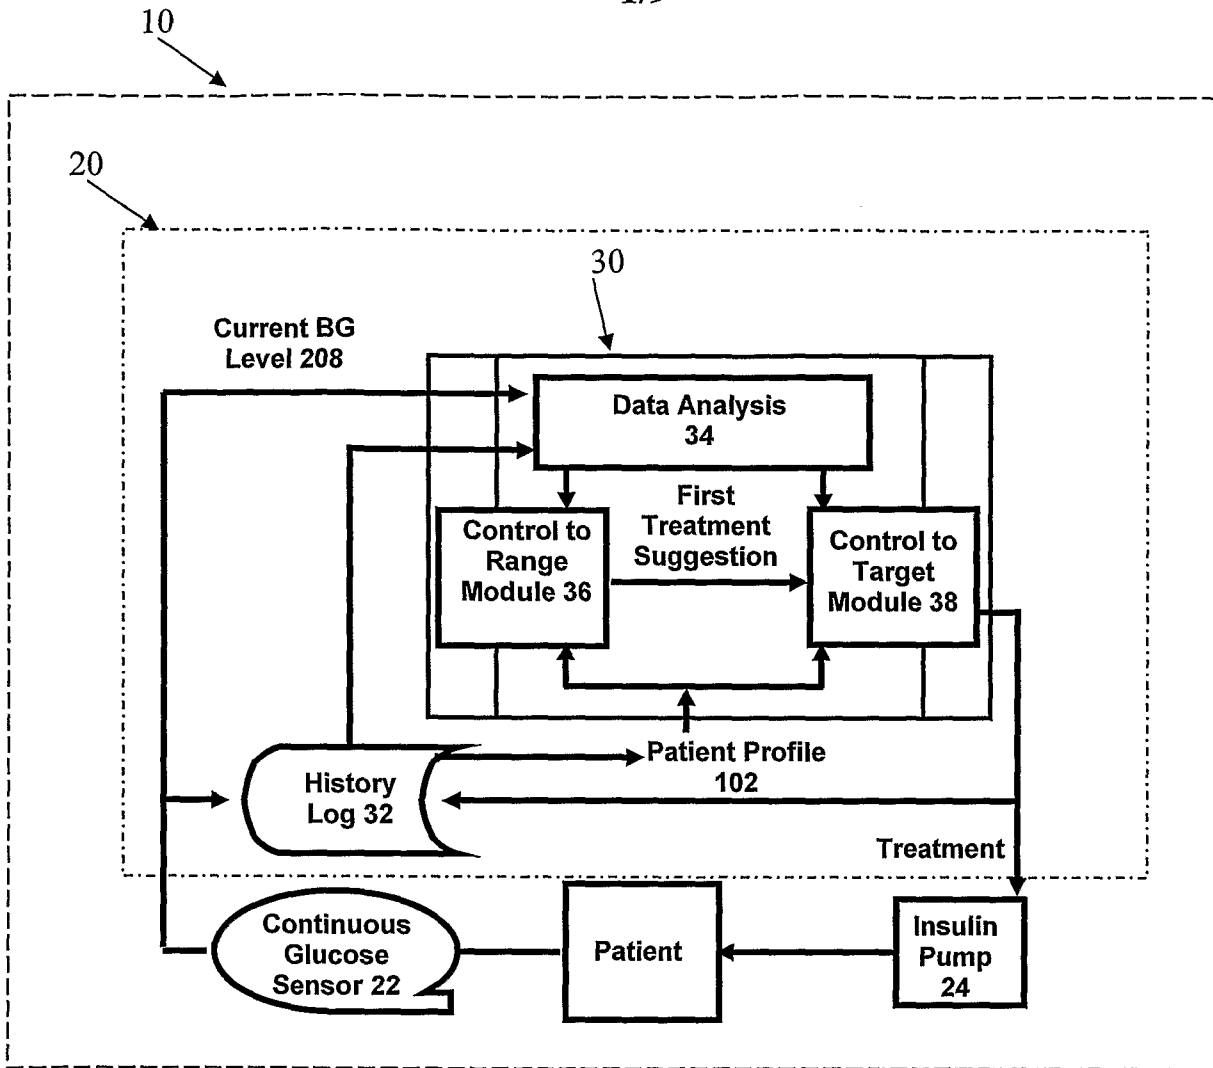 10
20
30
Current BG
Level 208
Data Analysis
34
First
Treatment
Suggestion
Control to
Range
Module 36
Control to
Target
Module 38
History
Log 32
Patient Profile
102
Treatment
Continuous
Glucose
Sensor 22
Patient
Insulin
Pump
24